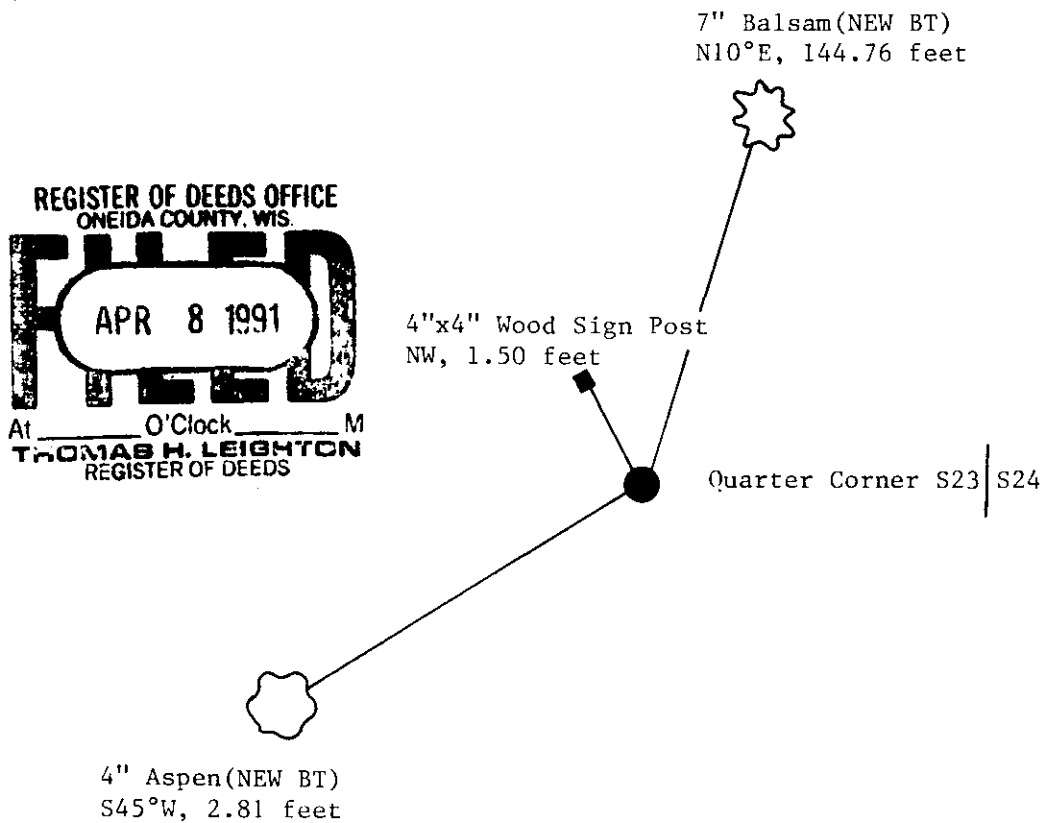 7" Balsam(NEW BT)
N10°E, 144.76 feet
REGISTER OF DEEDS OFFICE
ONEIDA COUNTY, WIS.
FILED
APR 8 1991
At ______ O'Clock ______ M
THOMAS H. LEIGHTON
REGISTER OF DEEDS
4"x4" Wood Sign Post
NW, 1.50 feet
Quarter Corner S23|S24
4" Aspen(NEW BT)
S45°W, 2.81 feet